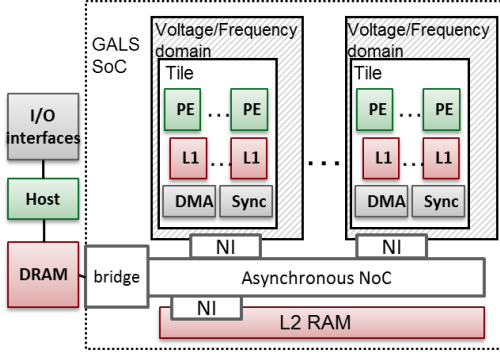 GALS
SoC
Voltage/Frequency
domain
Tile
PE ... PE
L1 ... L1
DMA Sync
NI
...
Voltage/Frequency
domain
Tile
PE ... PE
L1 ... L1
DMA Sync
NI
I/O
interfaces
Host
DRAM
bridge
Asynchronous NoC
NI
L2 RAM